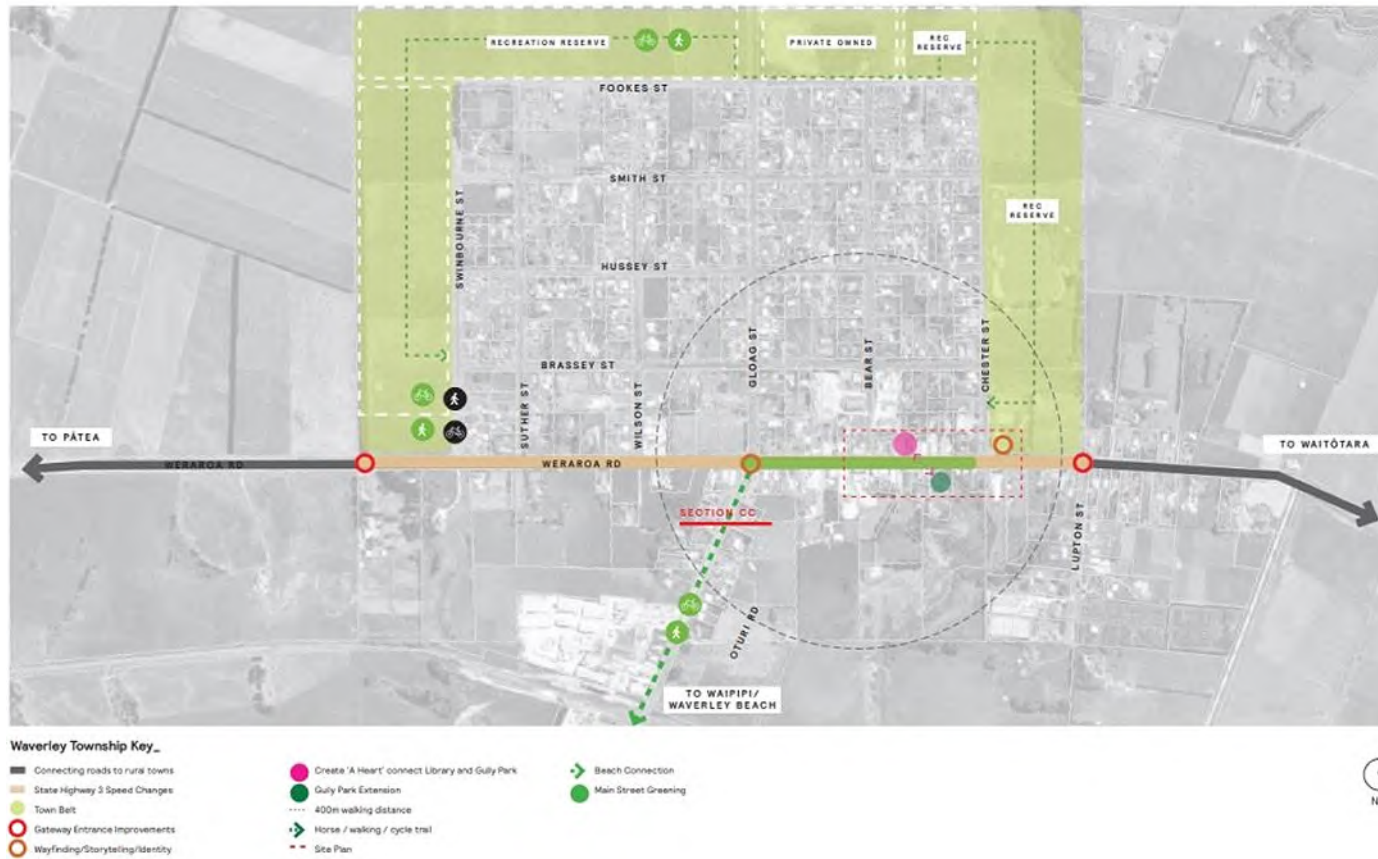 RECREATION RESERVE
PRIVATE OWNED
REC
RESERVE
FOOKES ST
SMITH ST
REC
RESERVE
SWINBOURNE ST
HUSSEY ST
GLOAG ST
BEAR ST
CHESTER ST
BRASSEY ST
SUTHER ST
WILSON ST
TO PĀTEA
TO WAITŌTARA
WERAROA RD
WERAROA RD
SECTION CC
LUPTON ST
OTURI RD
TO WAIPIPI/
WAVERLEY BEACH
Waverley Township Key_
Connecting roads to rural towns
State Highway 3 Speed Changes
Town Belt
Gateway Entrance Improvements
Wayfinding/Storytelling/Identity
Create 'A Heart' connect Library and Gully Park
Gully Park Extension
400m walking distance
Horse / walking / cycle trail
Site Plan
Beach Connection
Main Street Greening